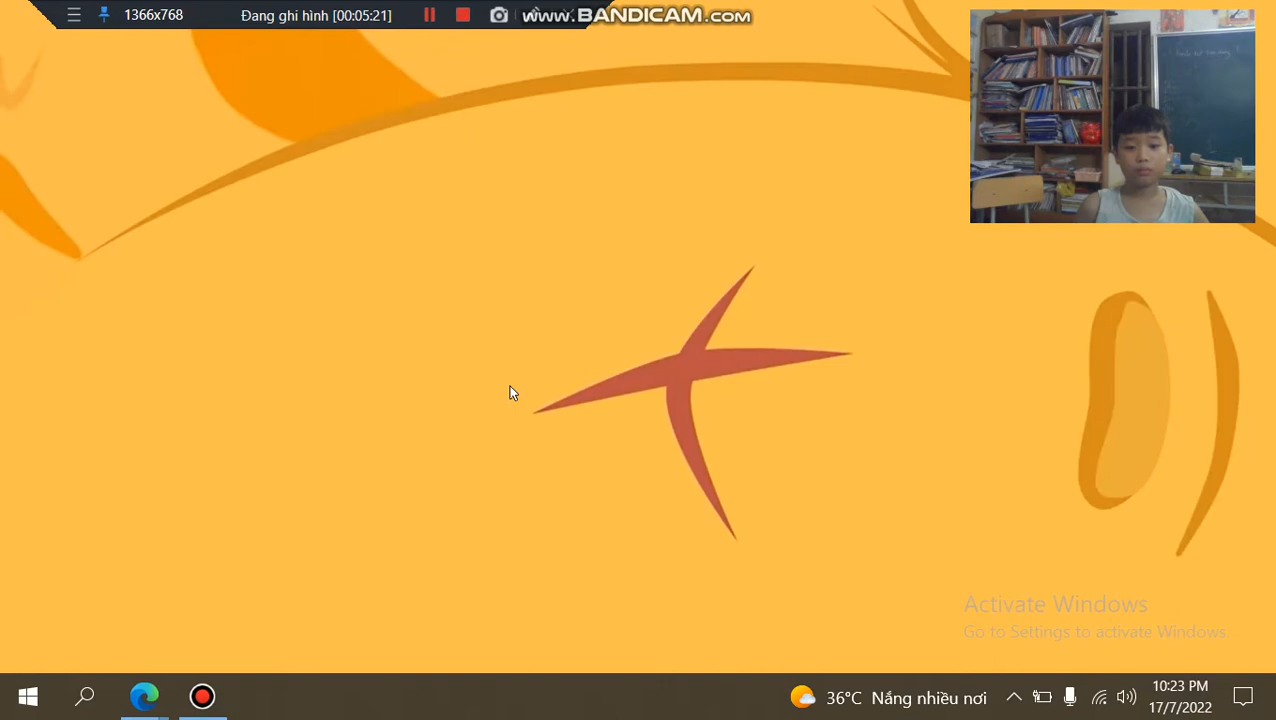 1366x768
Đang ghi hình [00:05:21]
www.BANDICAM.com
Activate Windows
Go to Settings to activate Windows.
36°C Nắng nhiều nơi
10:23 PM
17/7/2022